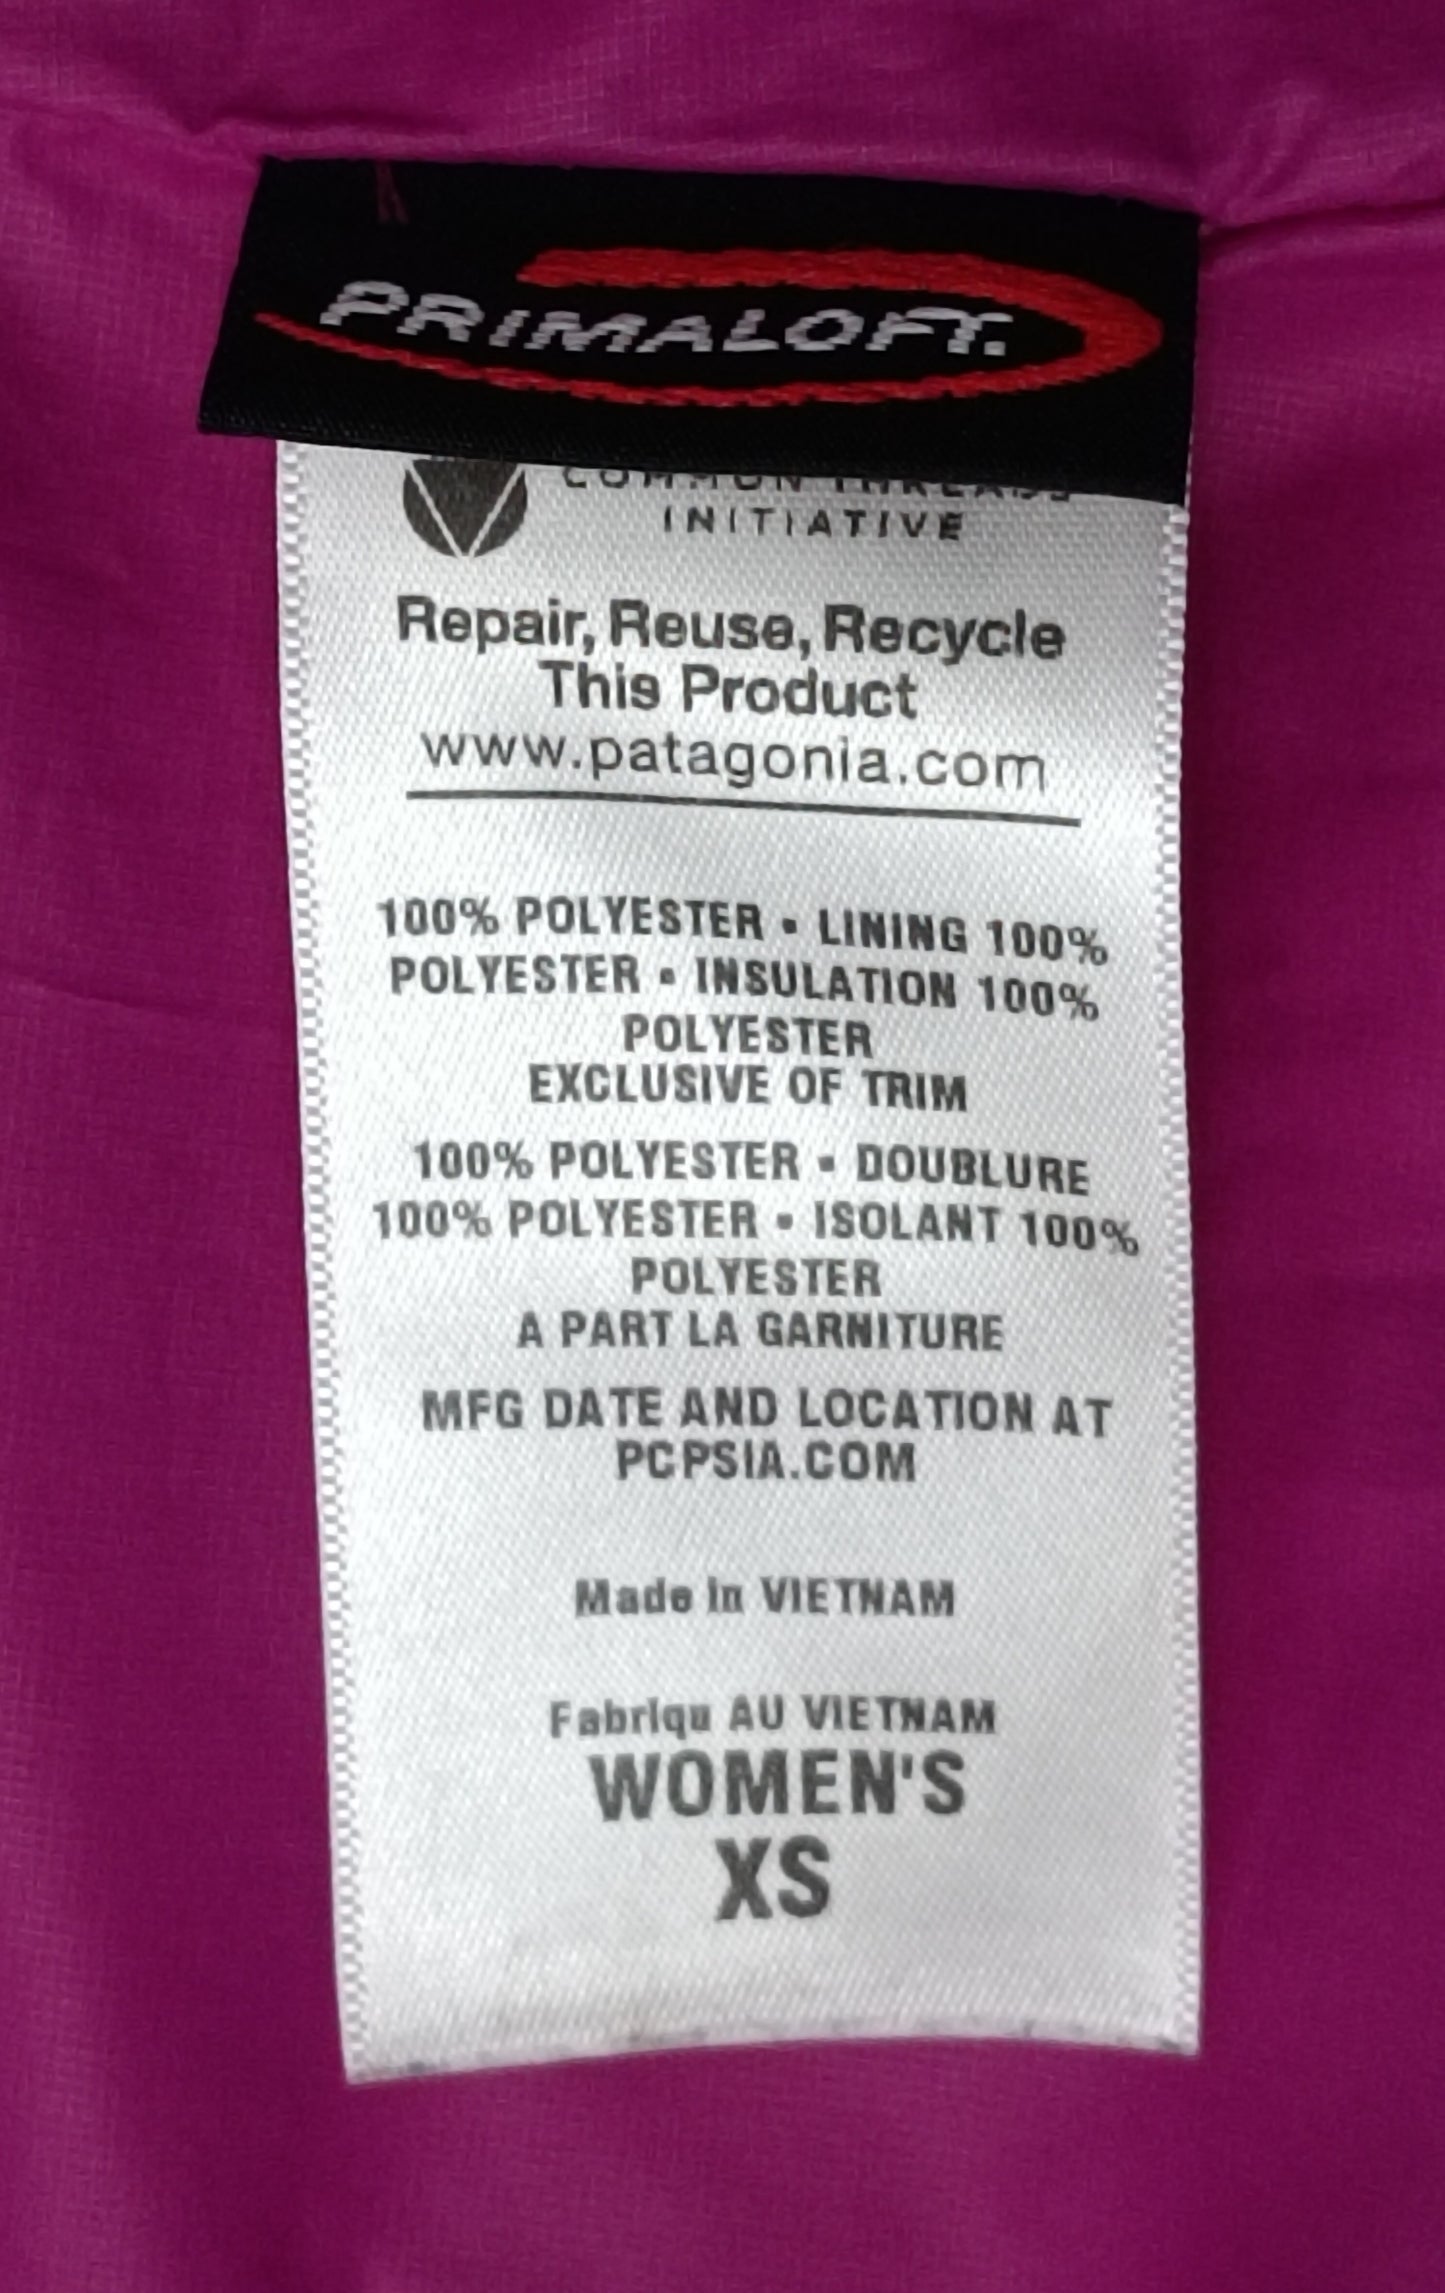 PRIMALOFT.
COMMON THREADS
INITIATIVE
Repair, Reuse, Recycle
This Product
www.patagonia.com
100% POLYESTER ▪ LINING 100%
POLYESTER ▪ INSULATION 100%
POLYESTER
EXCLUSIVE OF TRIM
100% POLYESTER ▪ DOUBLURE
100% POLYESTER ▪ ISOLANT 100%
POLYESTER
A PART LA GARNITURE
MFG DATE AND LOCATION AT
PCPSIA.COM
Made in VIETNAM
Fabriqu AU VIETNAM
WOMEN'S
XS